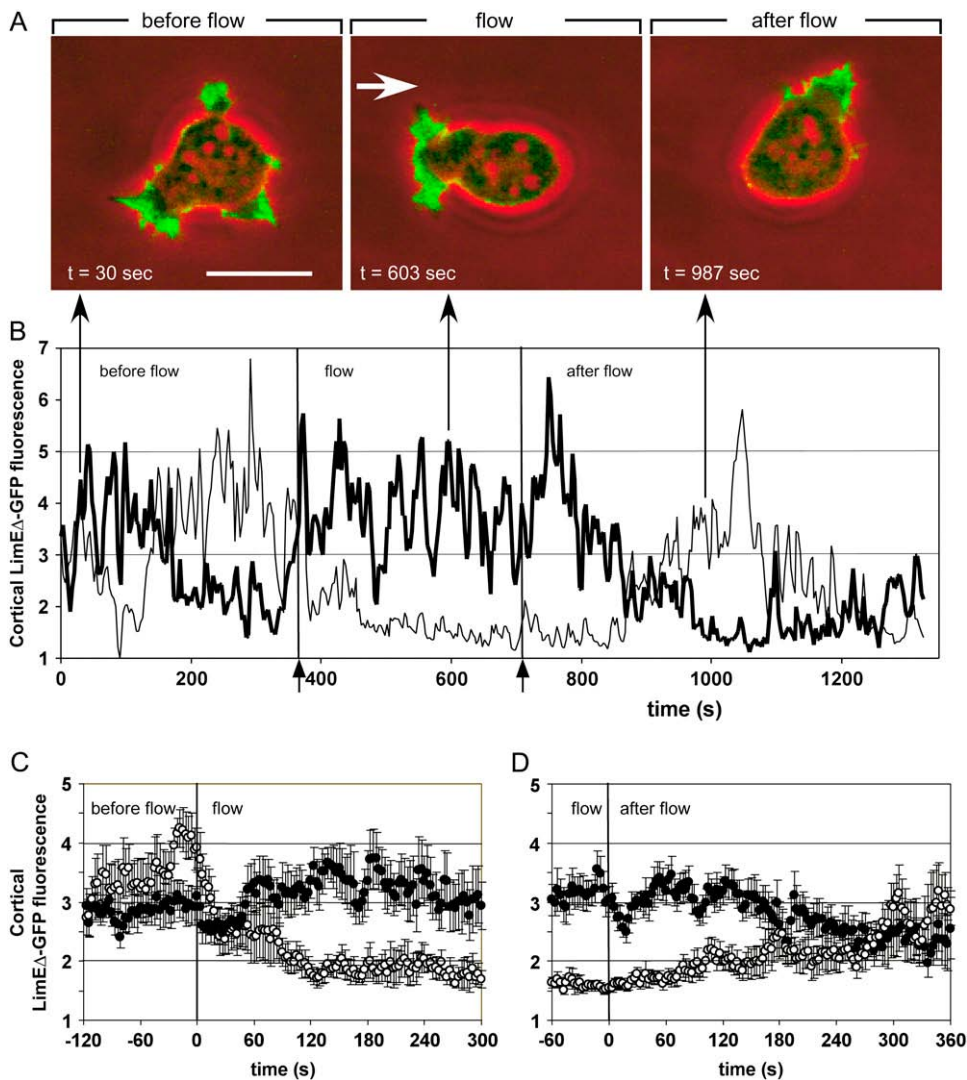 A
before flow
flow
after flow
t = 30 sec
t = 603 sec
t = 987 sec
B
Cortical LimEΔ-GFP fluorescence
7
6
5
4
3
2
1
before flow
flow
after flow
0
200
400
600
800
1000
1200
time (s)
C
Cortical
LimEΔ-GFP fluorescence
5
4
3
2
1
before flow
flow
-120
-60
0
60
120
180
240
300
time (s)
D
5
4
3
2
1
flow
after flow
-60
0
60
120
180
240
300
360
time (s)